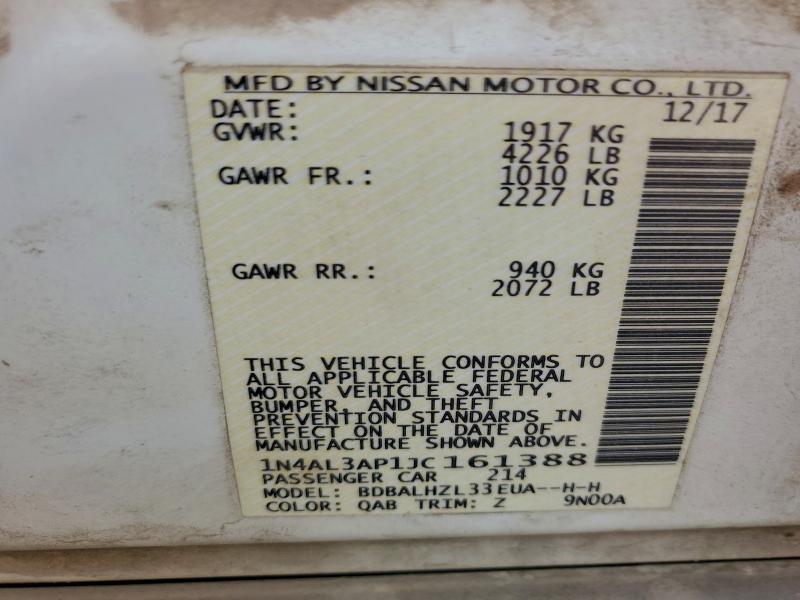 MFD BY NISSAN MOTOR CO., LTD.
DATE: 12/17
GVWR: 1917 KG
4226 LB
GAWR FR.: 1010 KG
2227 LB
GAWR RR.: 940 KG
2072 LB
THIS VEHICLE CONFORMS TO
ALL APPLICABLE FEDERAL
MOTOR VEHICLE SAFETY,
BUMPER, AND THEFT
PREVENTION STANDARDS IN
EFFECT ON THE DATE OF
MANUFACTURE SHOWN ABOVE.
1N4AL3AP1JC161388
PASSENGER CAR 214
MODEL: BDBALHZL33EUA--H-H
COLOR: QAB TRIM: Z 9N00A